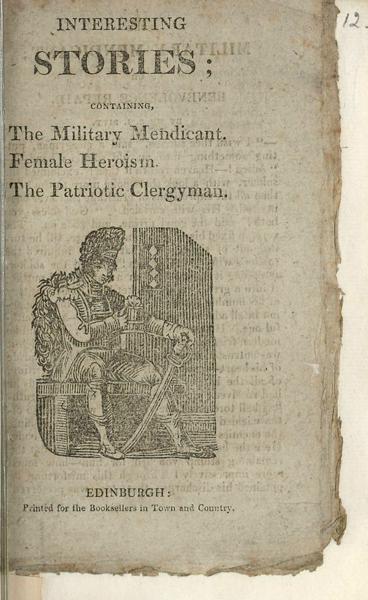 12.
INTERESTING
STORIES;
CONTAINING,
The Military Mendicant.
Female Heroism.
The Patriotic Clergyman.
EDINBURGH:
Printed for the Booksellers in Town and Country.